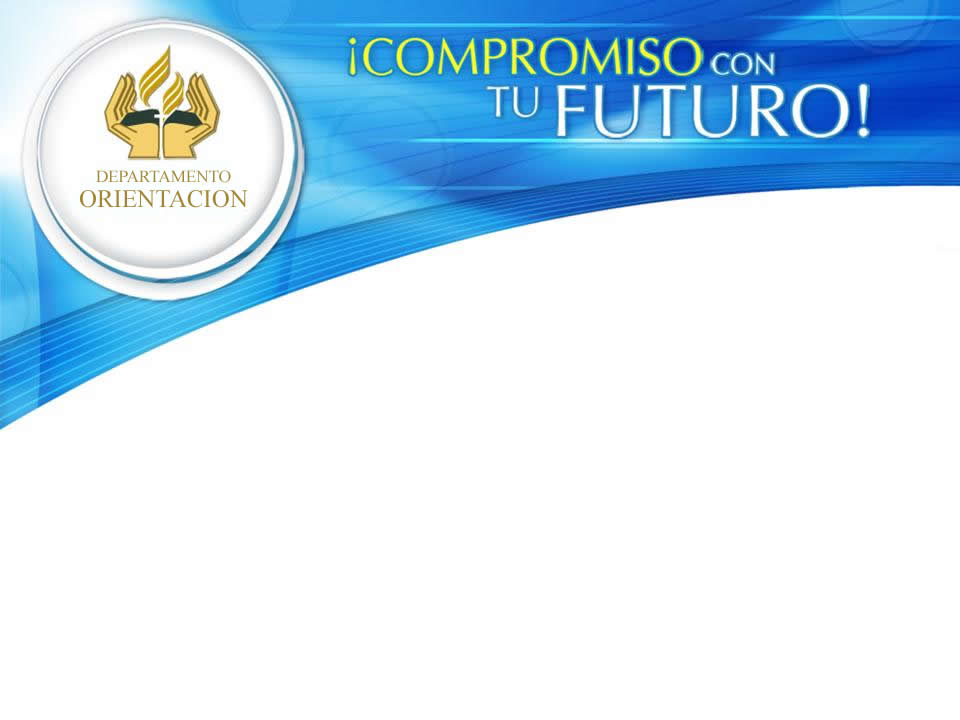 ¡COMPROMISO CON
TU FUTURO!
DEPARTAMENTO
ORIENTACION